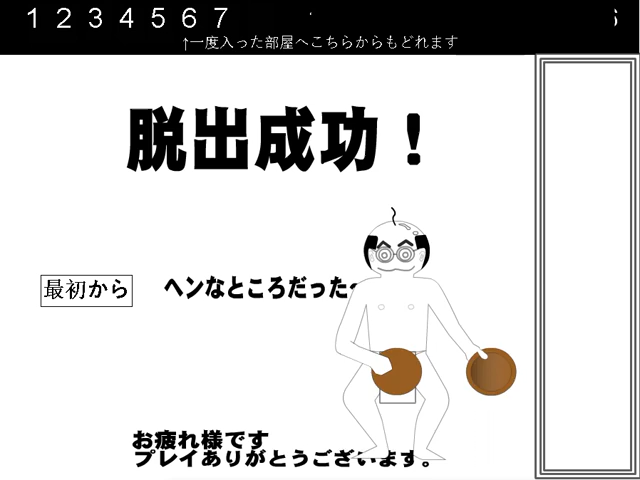 1 2 3 4 5 6 7
↑一度入った部屋へこちらからもどれます
脱出成功！
最初から
ヘンなところだった
お疲れ様です
プレイありがとうございます。